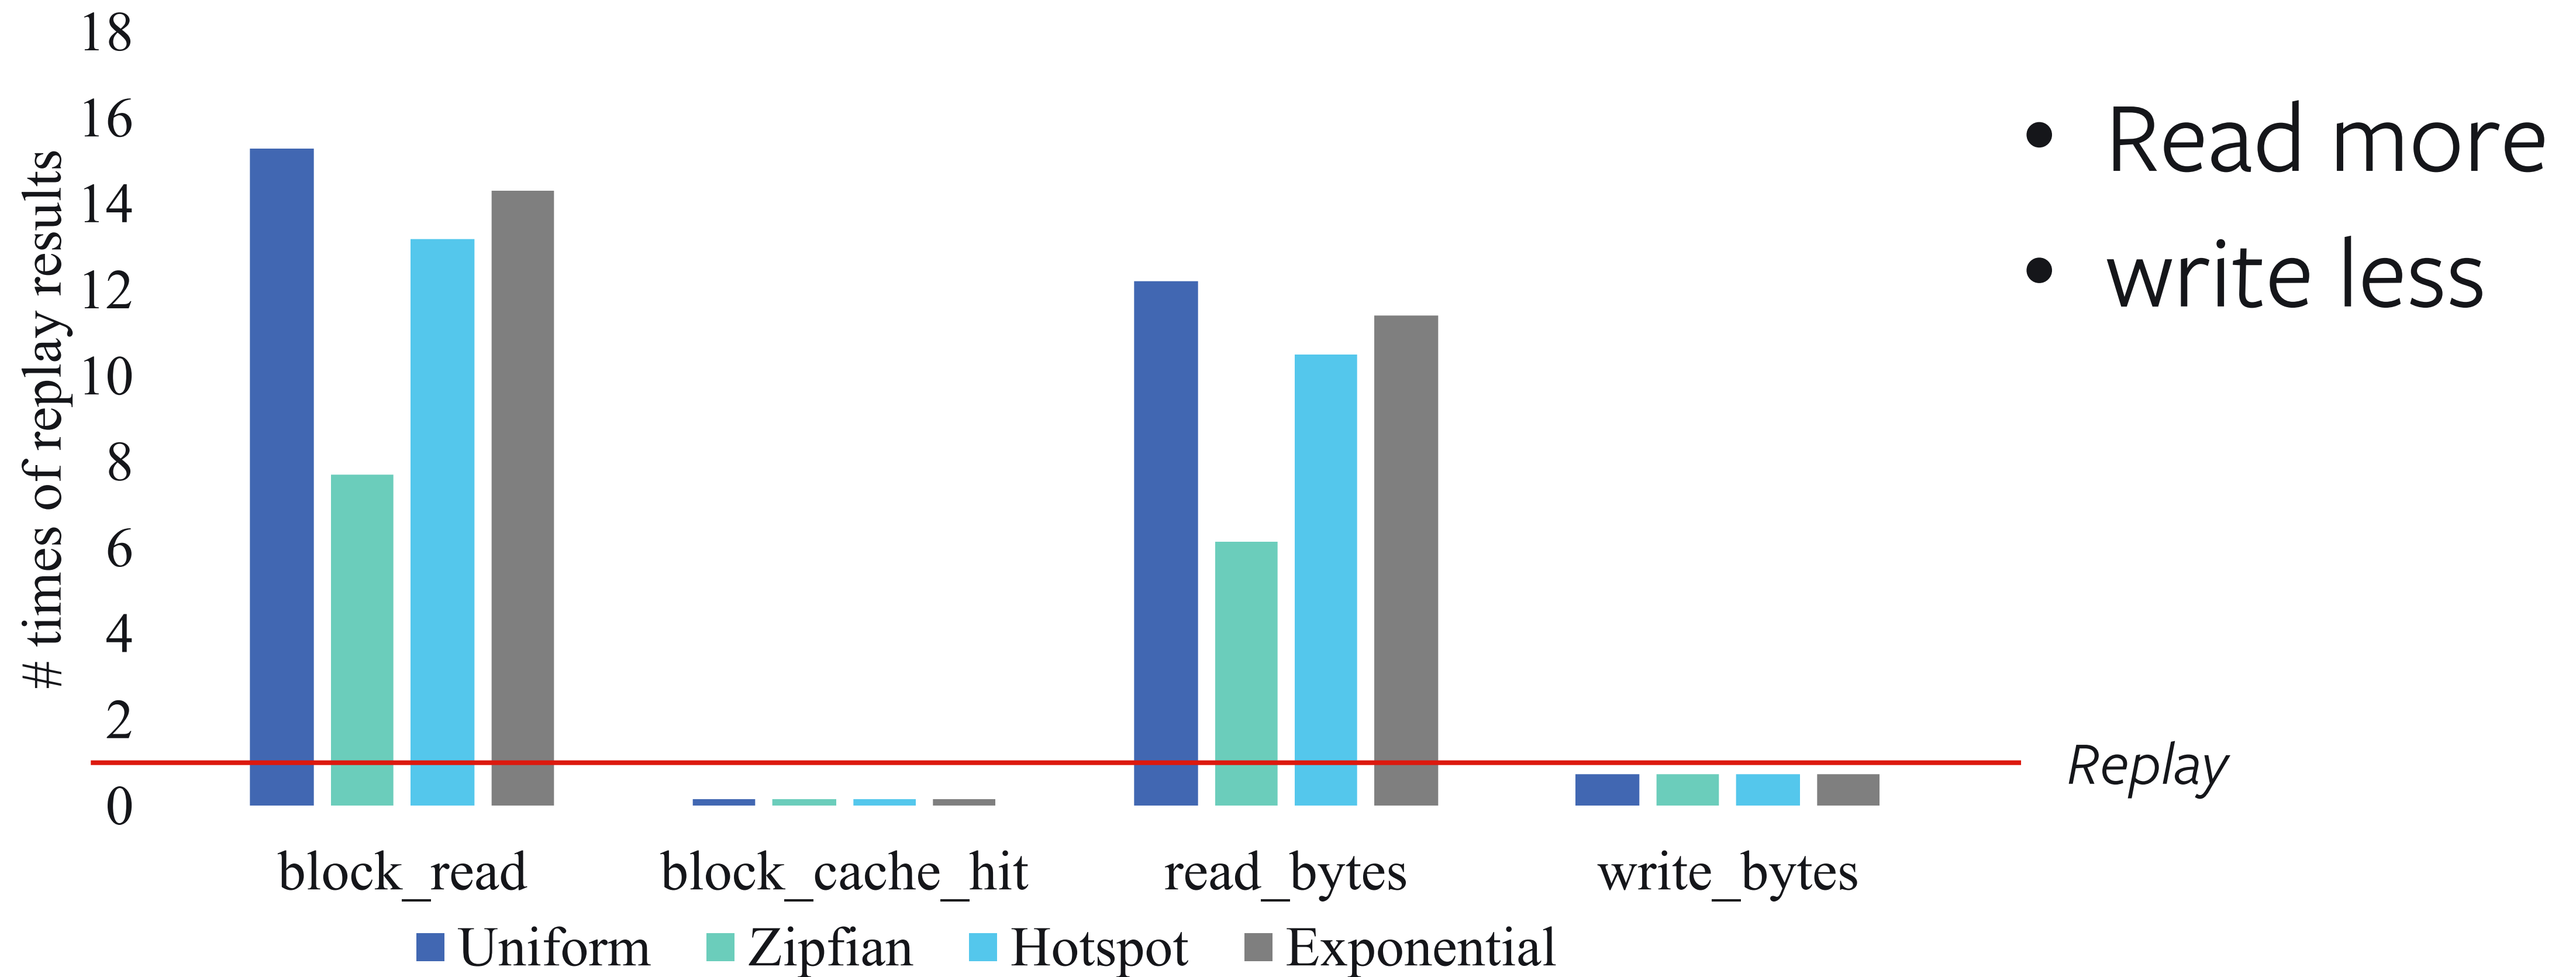 # times of replay results
18
16
14
12
10
8
6
4
2
0
block_read block_cache_hit read_bytes write_bytes
Uniform Zipfian Hotspot Exponential
Replay
• Read more
• write less